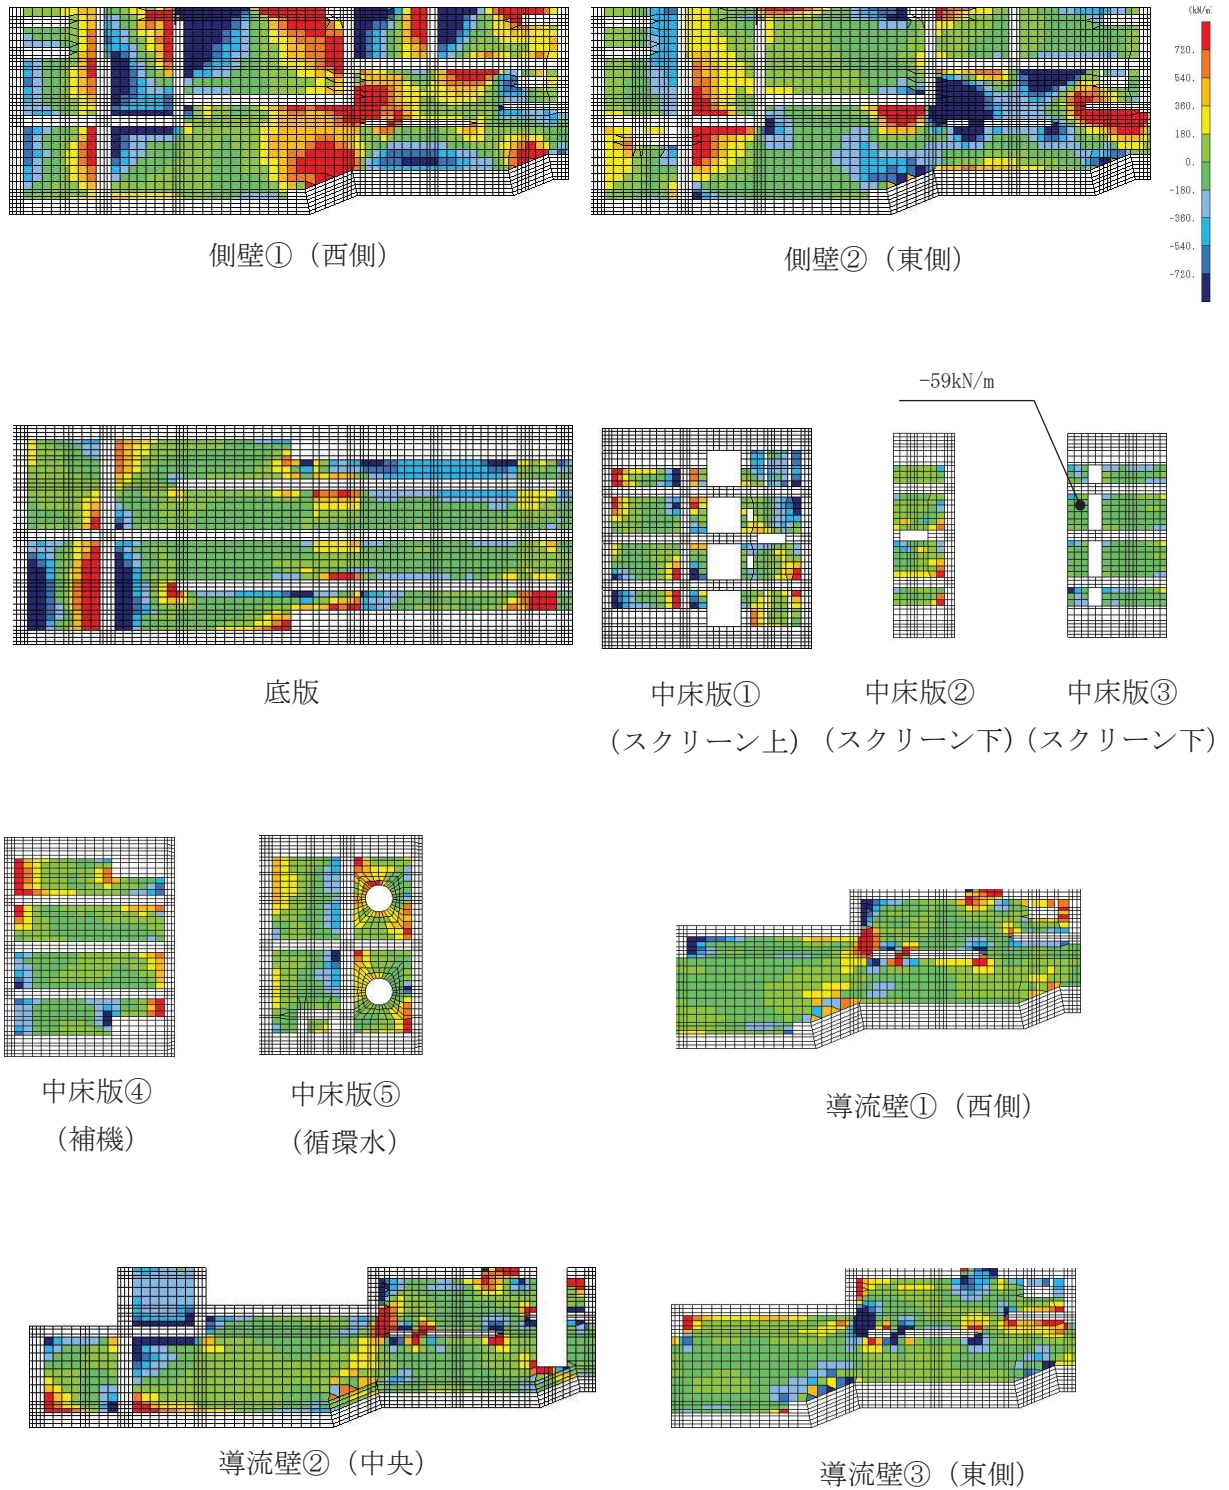 (kN/m)
720.
540.
360.
180.
0.
-180.
-360.
-540.
-720.
側壁①（西側）
側壁②（東側）
-59kN/m
底版
中床版①
（スクリーン上）
中床版②
（スクリーン下）
中床版③
（スクリーン下）
中床版④
（補機）
中床版⑤
（循環水）
導流壁①（西側）
導流壁②（中央）
導流壁③（東側）